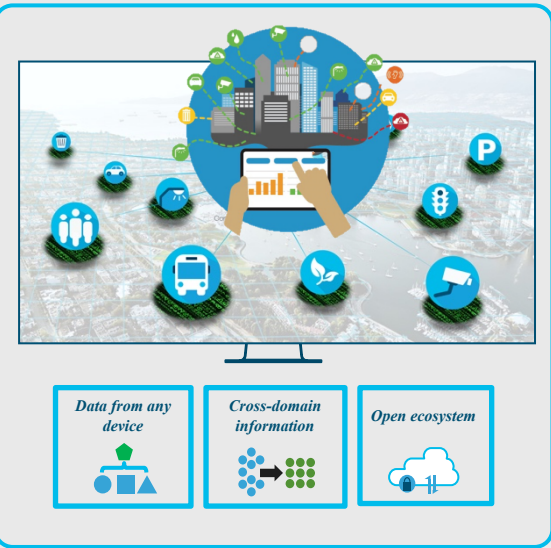 P
Data from any
device
Cross-domain
information
Open ecosystem